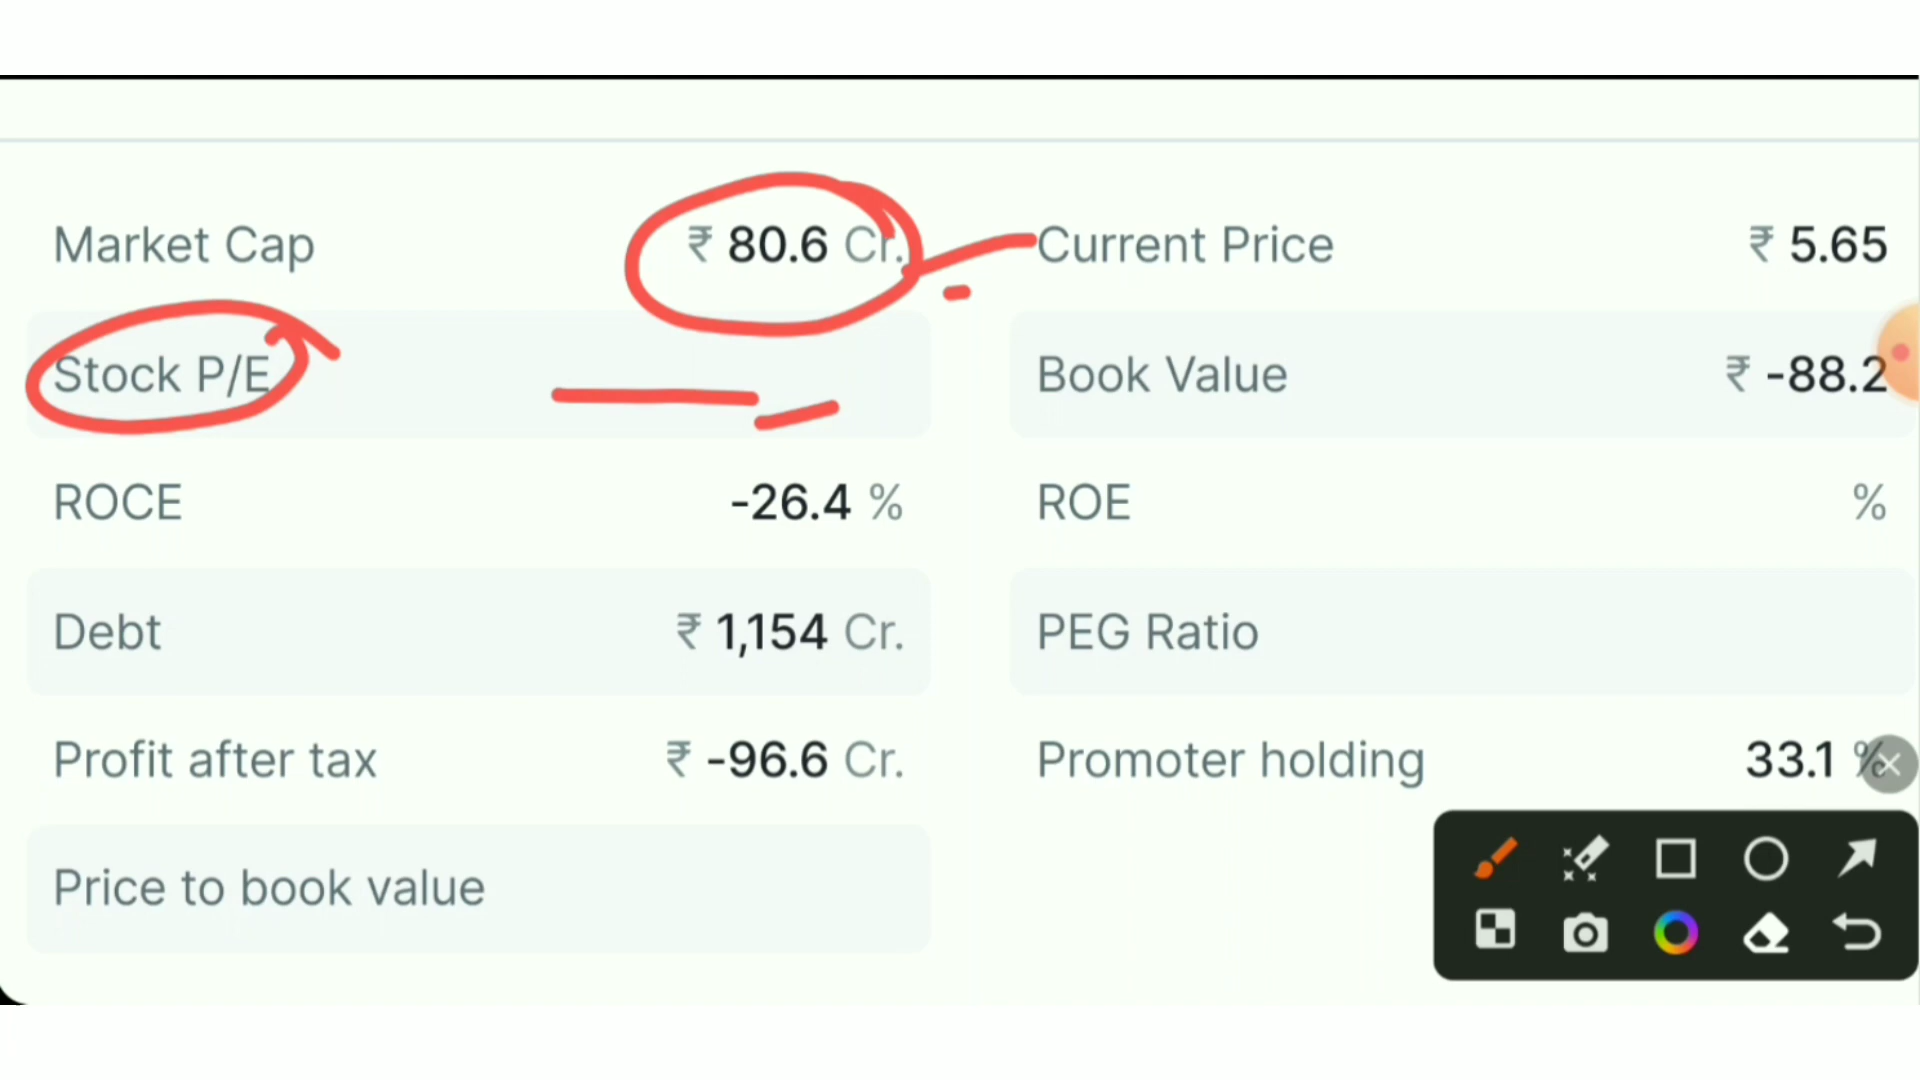 Market Cap ₹ 80.6 Cr. Current Price ₹ 5.65
Stock P/E Book Value ₹ -88.2
ROCE -26.4 % ROE %
Debt ₹ 1,154 Cr. PEG Ratio
Profit after tax ₹ -96.6 Cr. Promoter holding 33.1 %
Price to book value